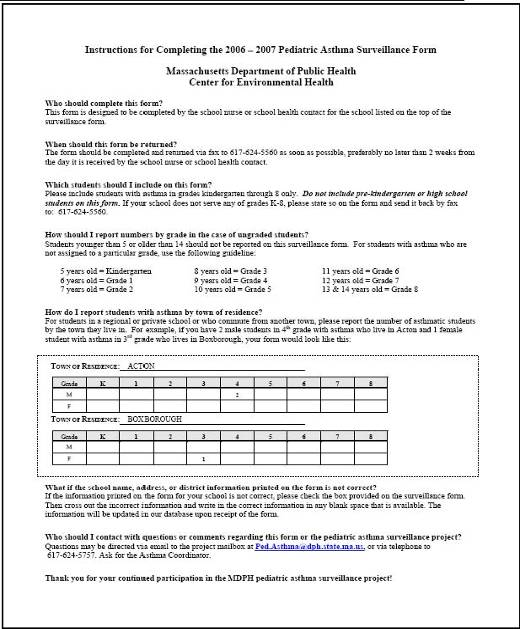 Instructions for Completing the 2006 – 2007 Pediatric Asthma Surveillance Form
Massachusetts Department of Public Health
Center for Environmental Health
Who should complete this form?
This form is designed to be completed by the school nurse or school health contact for the school listed on the top of the
surveillance form.
When should this form be returned?
The form should be completed and returned via fax to 617-624-5560 as soon as possible, preferably no later than 2 weeks from
the day it is received by the school nurse or school health contact.
Which students should I include on this form?
Please include students with asthma in grades kindergarten through 8 only. Do not include pre-kindergarten or high school
students on this form. If your school does not serve any of grades K-8, please state so on the form and send it back by fax
to: 617-624-5560.
How should I report numbers by grade in the case of ungraded students?
Students younger than 5 or older than 14 should not be reported on this surveillance form. For students with asthma who are
not assigned to a particular grade, use the following guideline:
5 years old = Kindergarten 8 years old = Grade 3 11 years old = Grade 6
6 years old = Grade 1 9 years old = Grade 4 12 years old = Grade 7
7 years old = Grade 2 10 years old = Grade 5 13 & 14 years old = Grade 8
How do I report students with asthma by town of residence?
For students in a regional or private school or who commute from another town, please report the number of asthmatic students
by the town they live in. For example, if you have 2 male students in 4th grade with asthma who live in Acton and 1 female
student with asthma in 3rd grade who lives in Boxborough, your form would look like this:
TOWN OF RESIDENCE: ACTON
Grade K 1 2 3 4 5 6 7 8
M 2
F
TOWN OF RESIDENCE: BOXBOROUGH
Grade K 1 2 3 4 5 6 7 8
M
F 1
What if the school name, address, or district information printed on the form is not correct?
If the information printed on the form for your school is not correct, please check the box provided on the surveillance form.
Then cross out the incorrect information and write in the correct information in any blank space that is available. The
information will be updated in our database upon receipt of the form.
Who should I contact with questions or comments regarding this form or the pediatric asthma surveillance project?
Questions may be directed via email to the project mailbox at Ped.Asthma@dph.state.ma.us, or via telephone to
617-624-5757. Ask for the Asthma Coordinator.
Thank you for your continued participation in the MDPH pediatric asthma surveillance project!